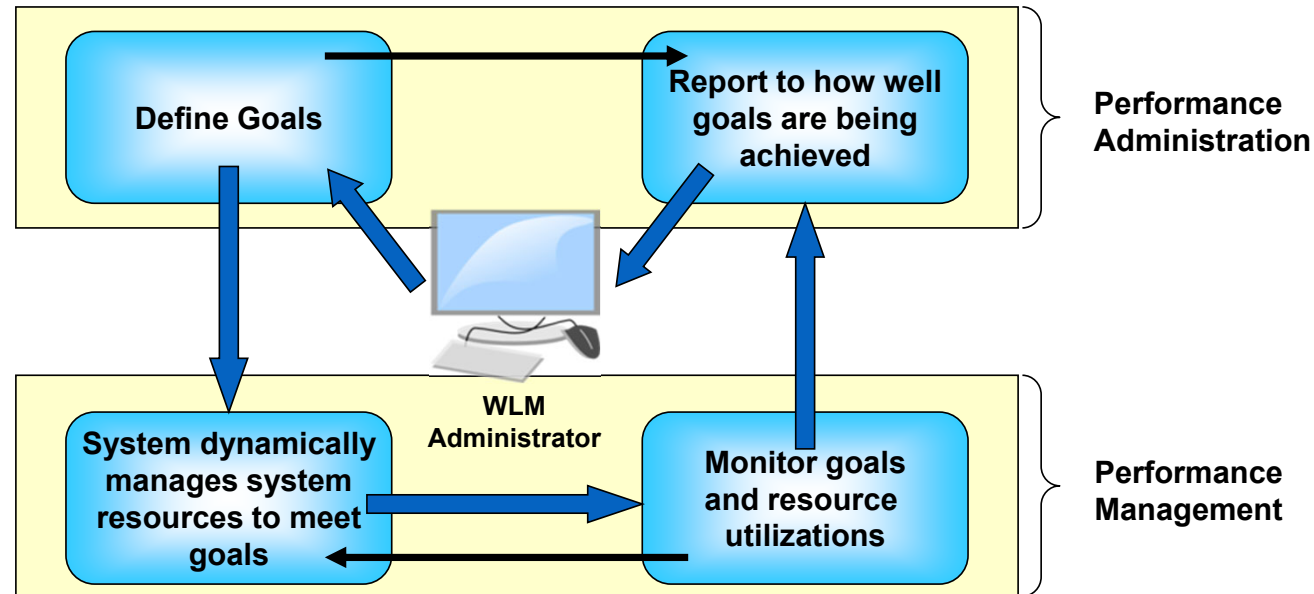 Define Goals
Report to how well
goals are being
achieved
Performance
Administration
WLM
Administrator
System dynamically
manages system
resources to meet
goals
Monitor goals
and resource
utilizations
Performance
Management